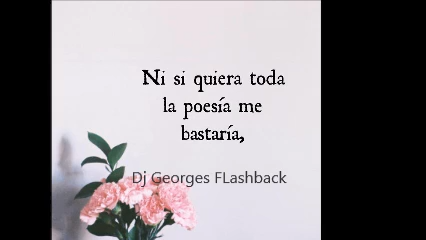 Ni si quiera toda
la poesía me
bastaría,
Dj Georges FLashback